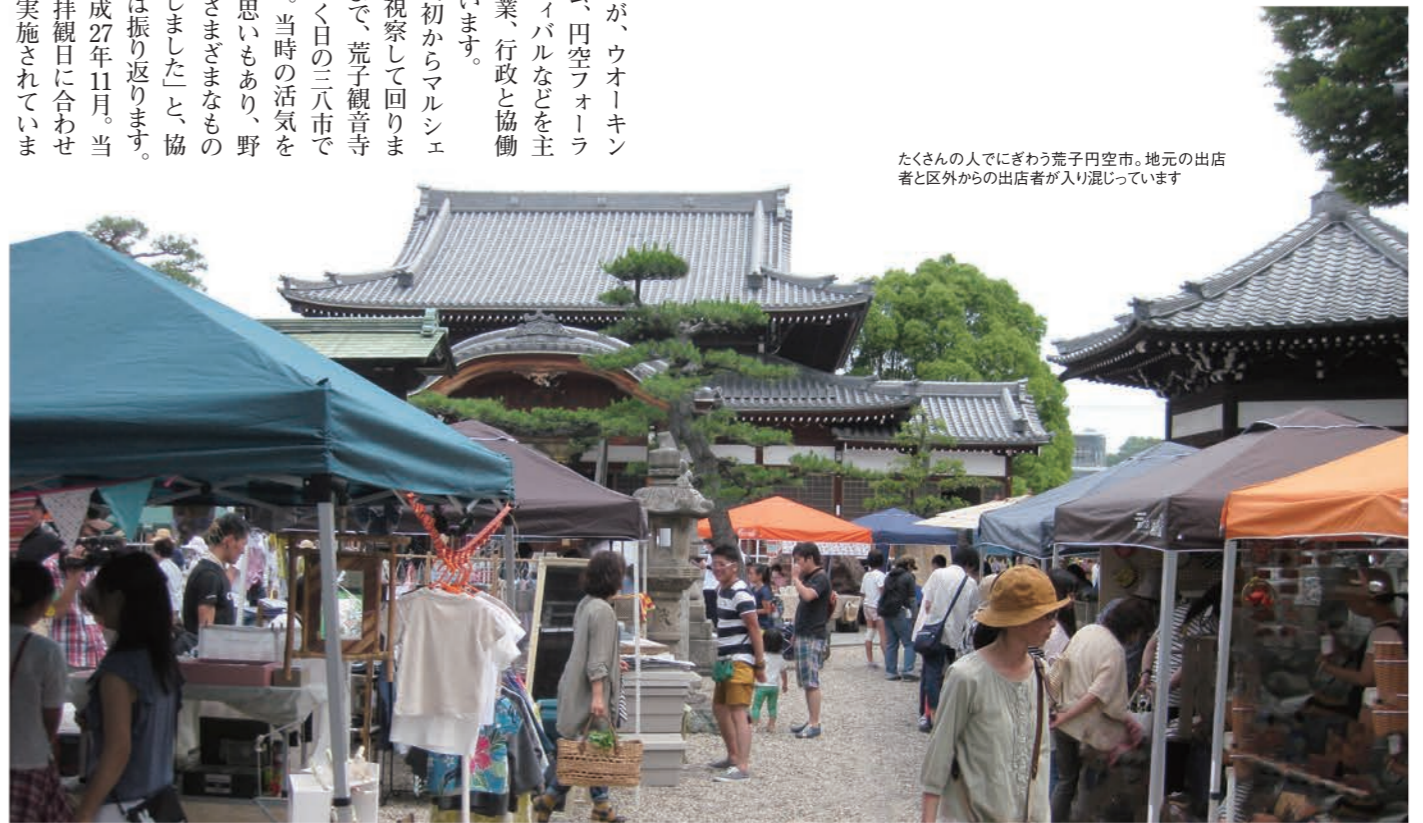 が、ウオーキン
、円空フォーラ
ィバルなどを主
業、行政と協働
います。
初からマルシェ
視察して回りま
で、荒子観音寺
く日の三八市で
。当時の活気を
思いもあり、野
さまざまなもの
しました」と、協
は振り返ります。
成27年11月。当
拝観日に合わせ
実施されていま
たくさんの人でにぎわう荒子円空市。地元の出店
者と区外からの出店者が入り混じっています